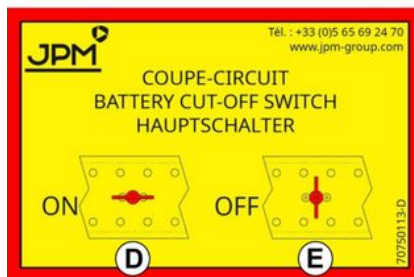 JPM
Tél. : +33 (0)5 65 69 24 70
www.jpm-group.com
COUPE-CIRCUIT
BATTERY CUT-OFF SWITCH
HAUPTSCHALTER
ON
OFF
D
E
70750113-D